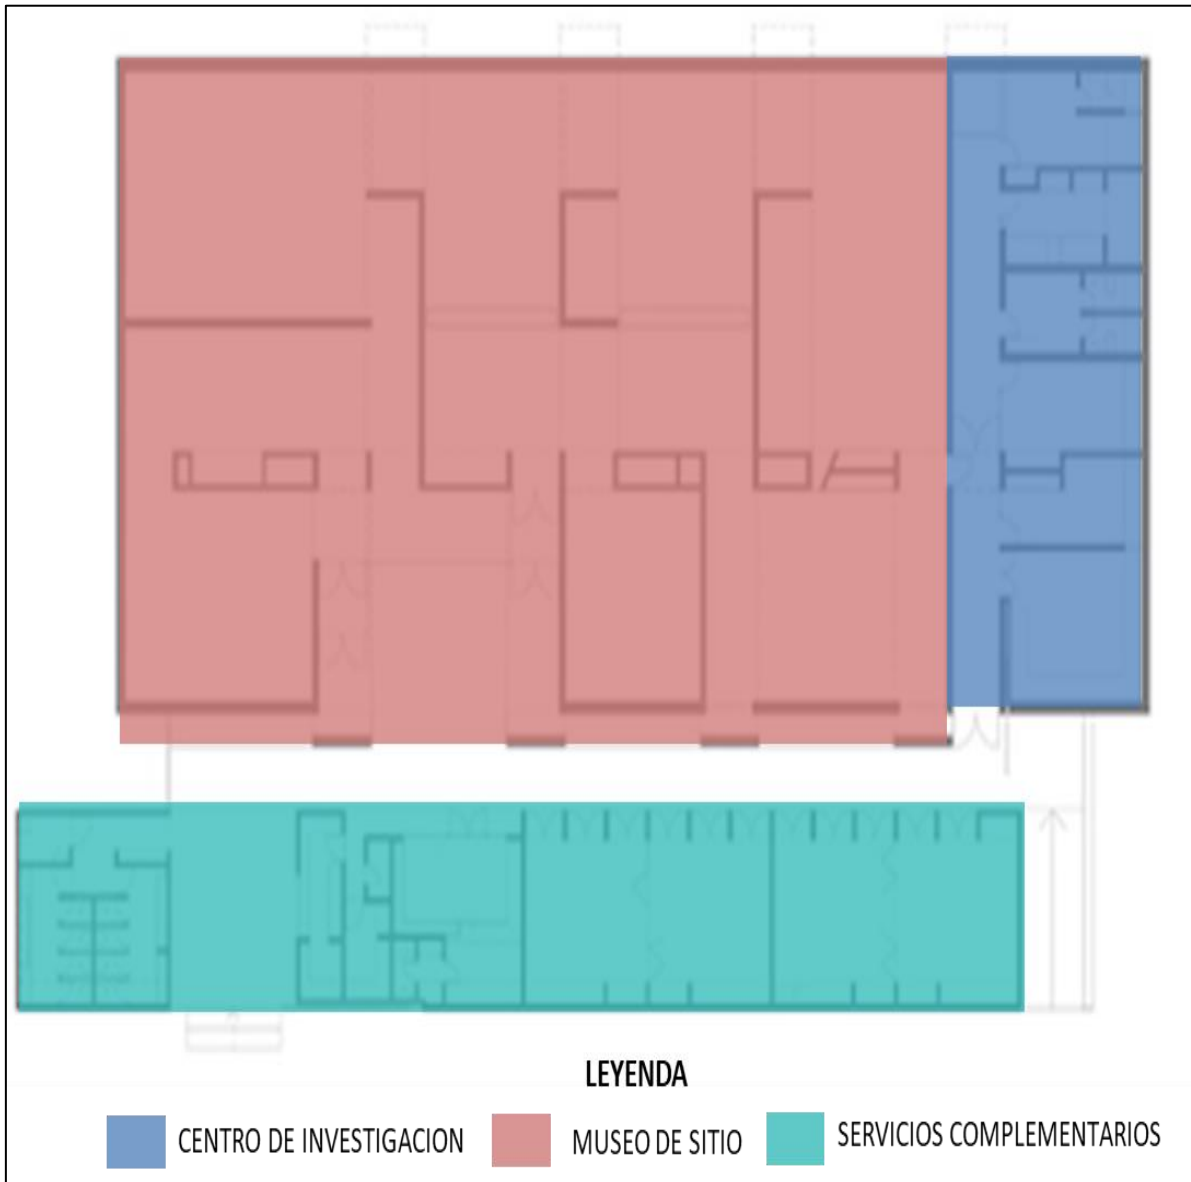 LEYENDA
CENTRO DE INVESTIGACION
MUSEO DE SITIO
SERVICIOS COMPLEMENTARIOS